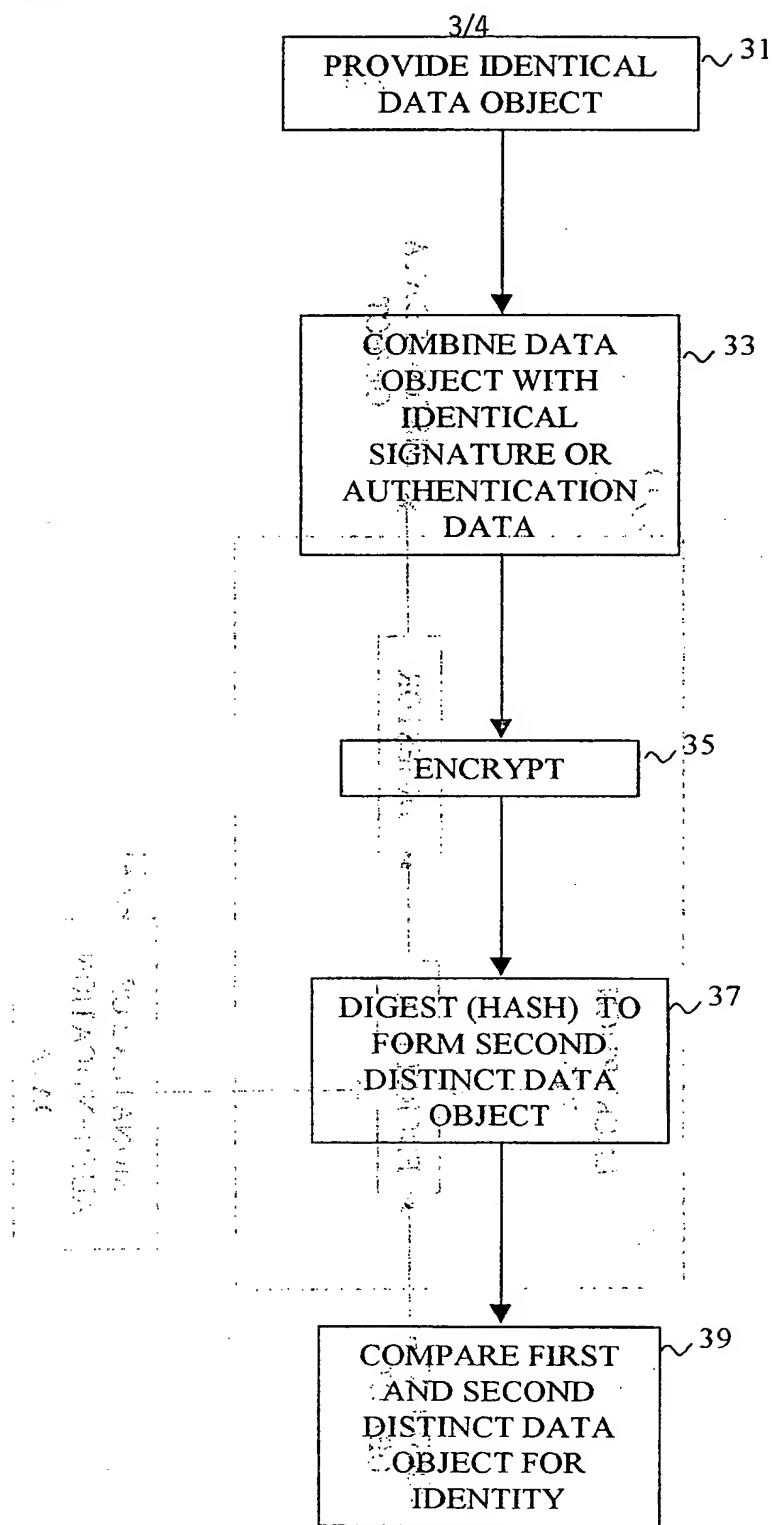 3/4
PROVIDE IDENTICAL
DATA OBJECT
31
COMBINE DATA
OBJECT WITH
IDENTICAL
SIGNATURE OR
AUTHENTICATION
DATA
33
ENCRYPT
35
DIGEST (HASH) TO
FORM SECOND
DISTINCT DATA
OBJECT
37
COMPARE FIRST
AND SECOND
DISTINCT DATA
OBJECT FOR
IDENTITY
39